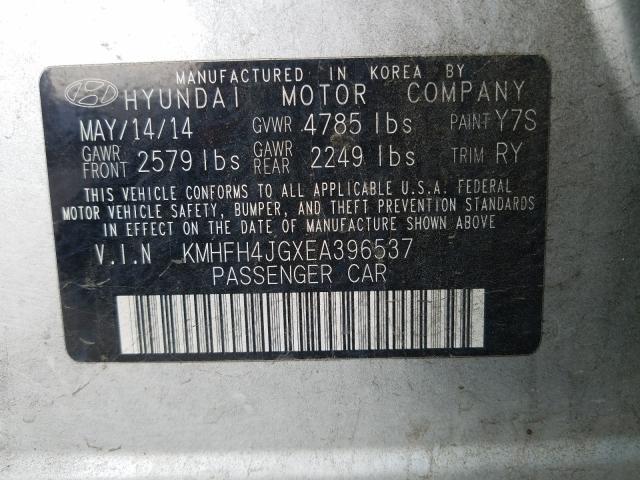 MANUFACTURED IN KOREA BY
HYUNDAI MOTOR COMPANY
MAY/14/14 GVWR 4785 lbs PAINT Y7S
GAWR FRONT 2579 lbs GAWR REAR 2249 lbs TRIM RY
THIS VEHICLE CONFORMS TO ALL APPLICABLE U.S.A. FEDERAL
MOTOR VEHICLE SAFETY, BUMPER, AND THEFT PREVENTION STANDARDS
IN EFFECT ON THE DATE OF MANUFACTURE SHOWN ABOVE.
V.I.N KMHFH4JGXEA396537
PASSENGER CAR